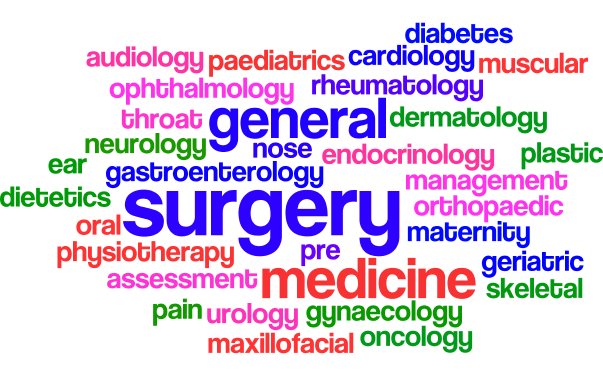 diabetes
audiology paediatrics cardiology muscular
ophthalmology rheumatology
throat general dermatology
neurology nose endocrinology plastic
ear gastroenterology management
dietetics surgery orthopaedic
oral maternity
physiotherapy pre geriatric
assessment medicine skeletal
pain urology gynaecology
maxillofacial oncology